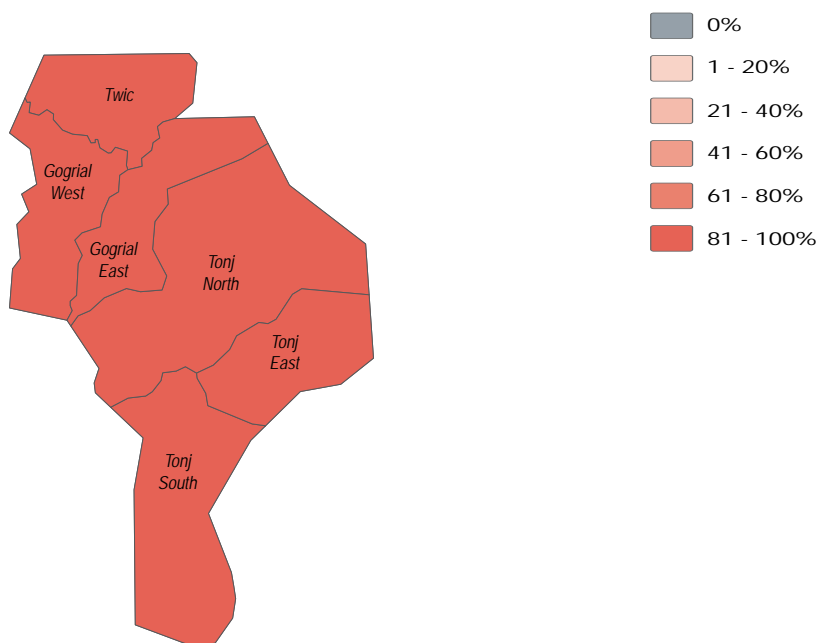 Twic
Gogrial
West
Gogrial
East
Tonj
North
Tonj
East
Tonj
South
0%
1 - 20%
21 - 40%
41 - 60%
61 - 80%
81 - 100%